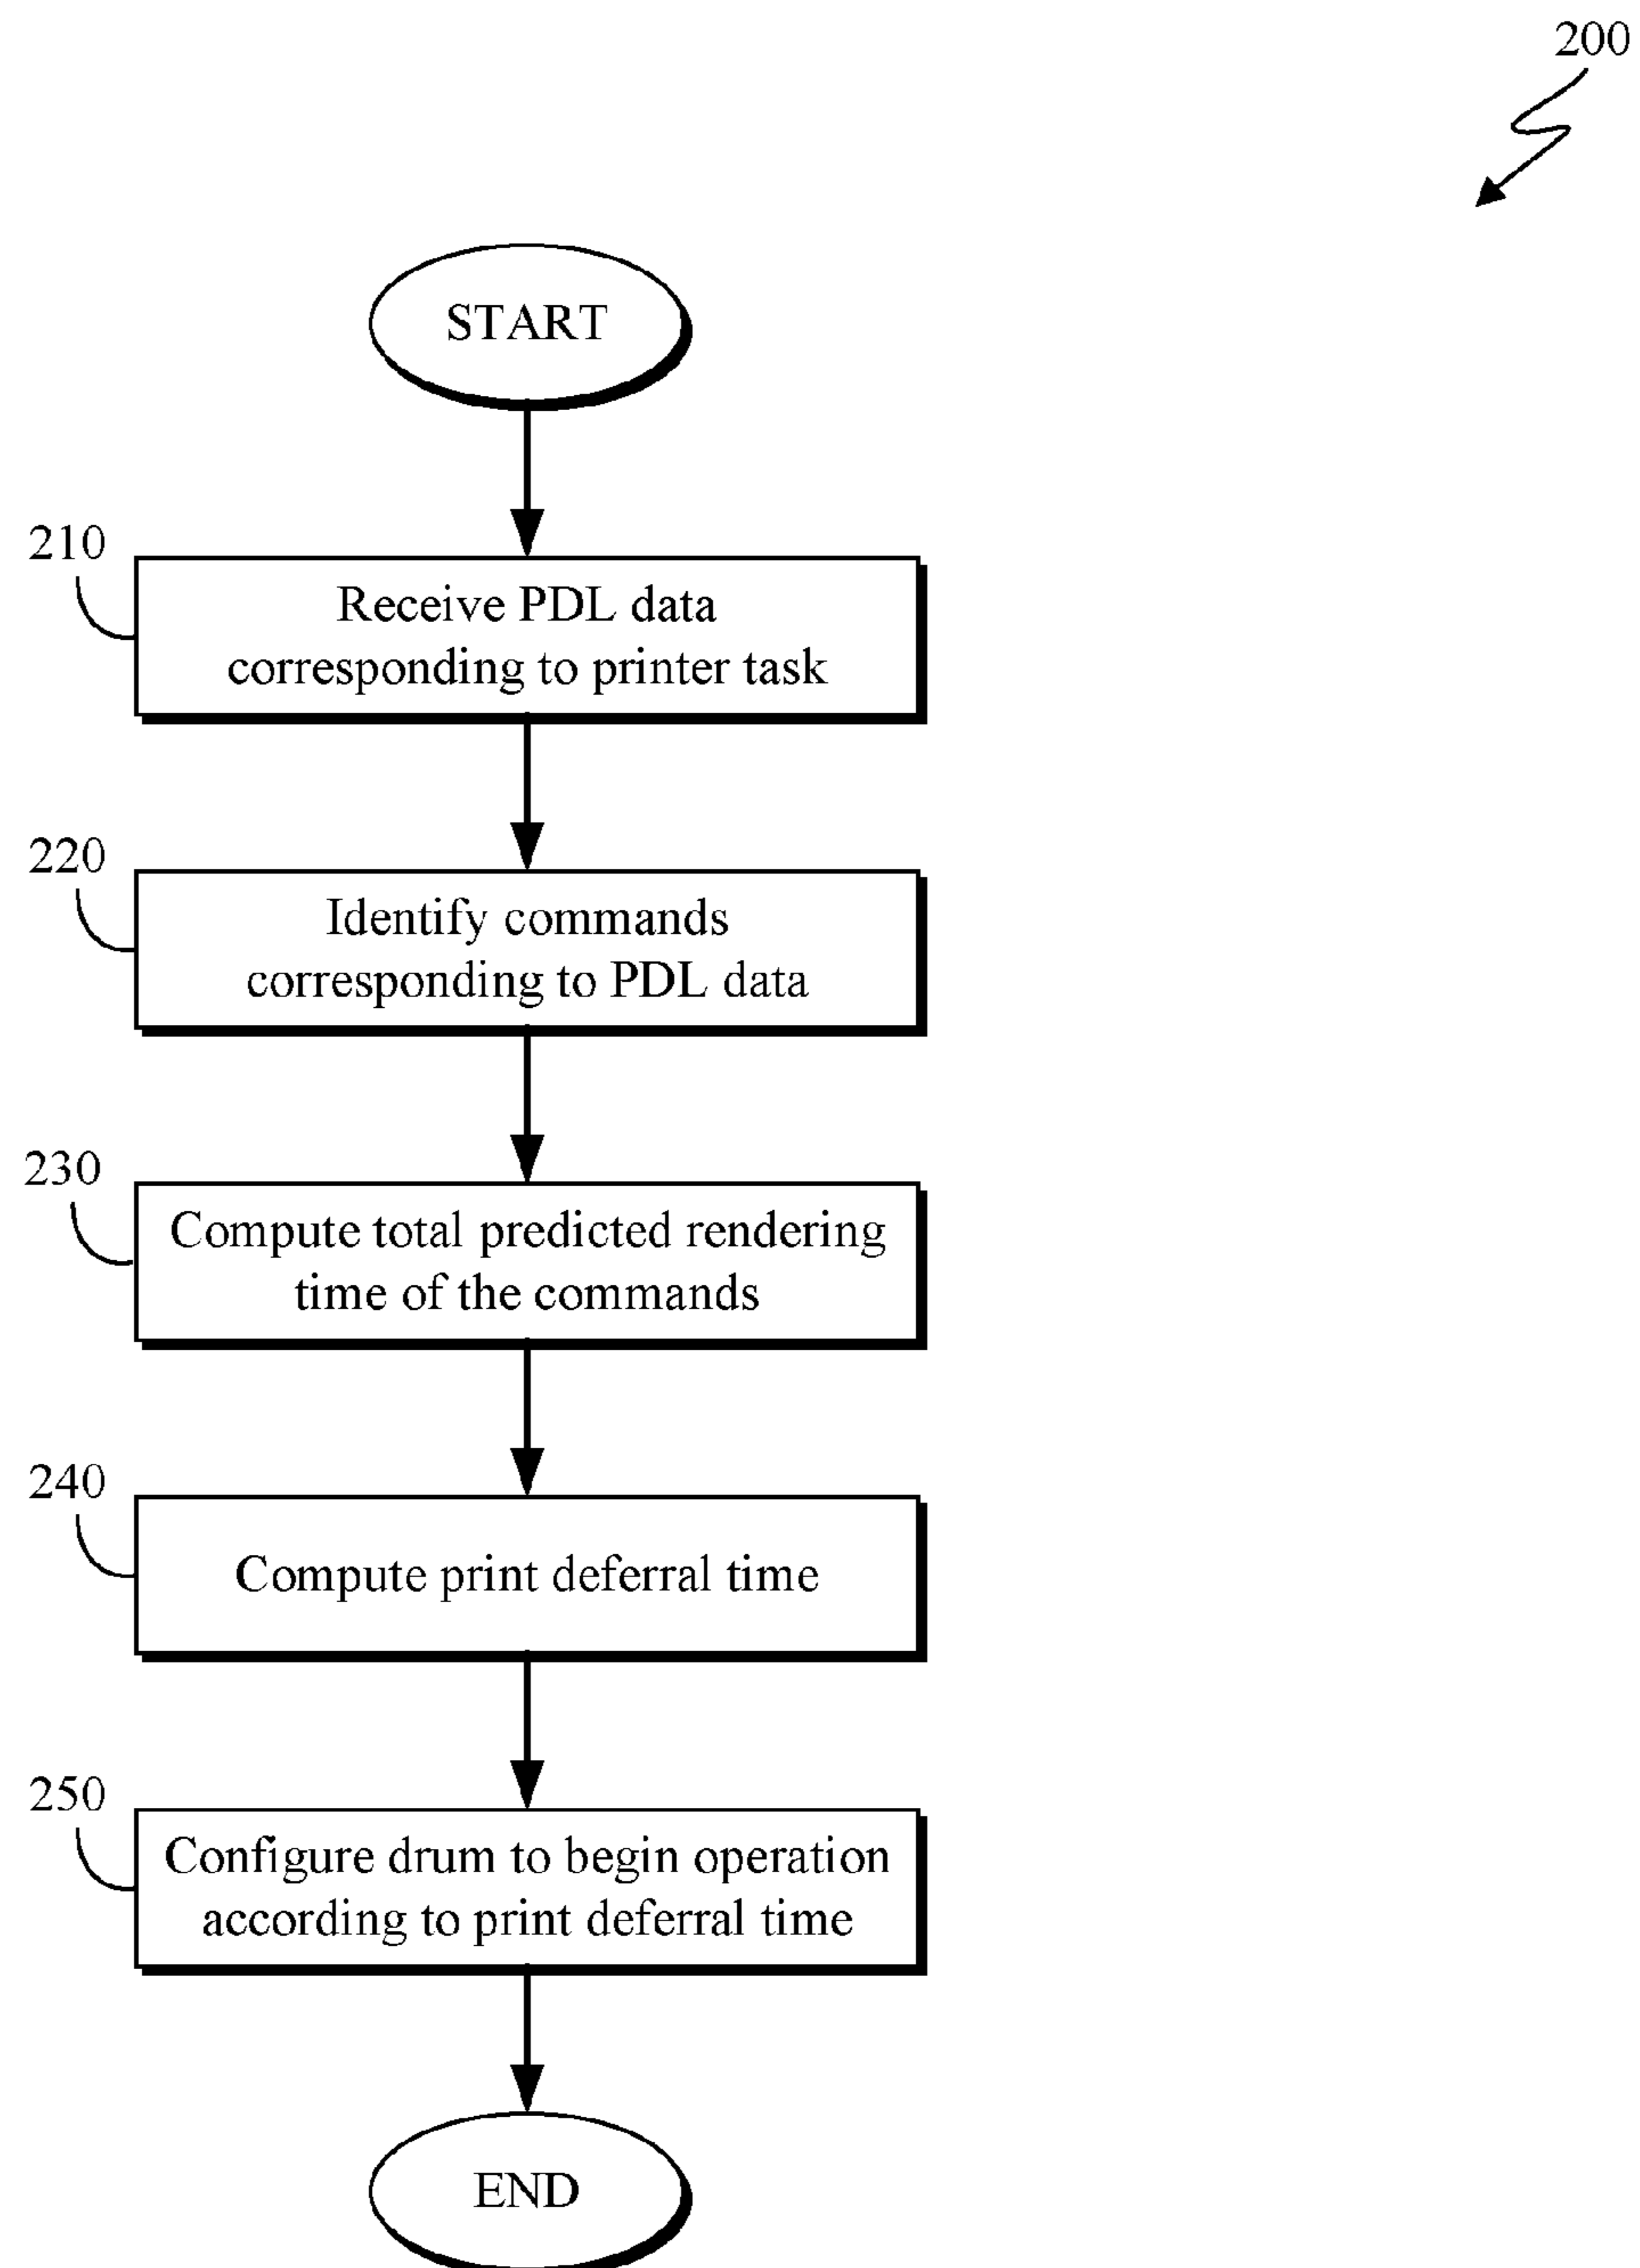 200
START
210
Receive PDL data
corresponding to printer task
220
Identify commands
corresponding to PDL data
230
Compute total predicted rendering
time of the commands
240
Compute print deferral time
250
Configure drum to begin operation
according to print deferral time
END